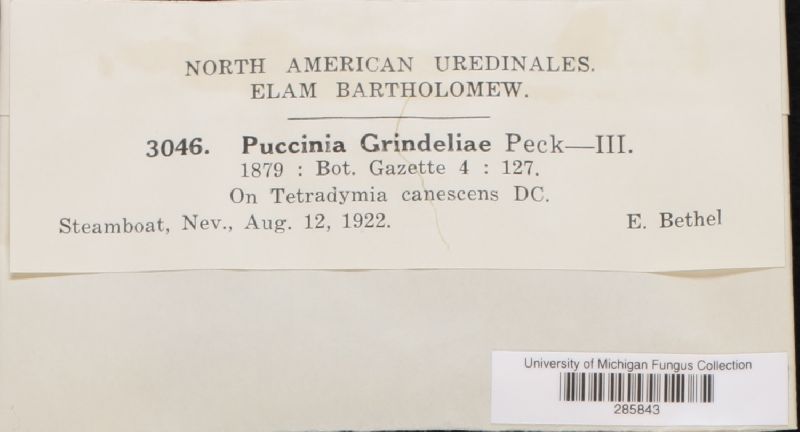 NORTH AMERICAN UREDINALES.
ELAM BARTHOLOMEW.
3046. Puccinia Grindeliae Peck—III.
1879 : Bot. Gazette 4 : 127.
On Tetradymia canescens DC.
Steamboat, Nev., Aug. 12, 1922. E. Bethel
University of Michigan Fungus Collection
285843